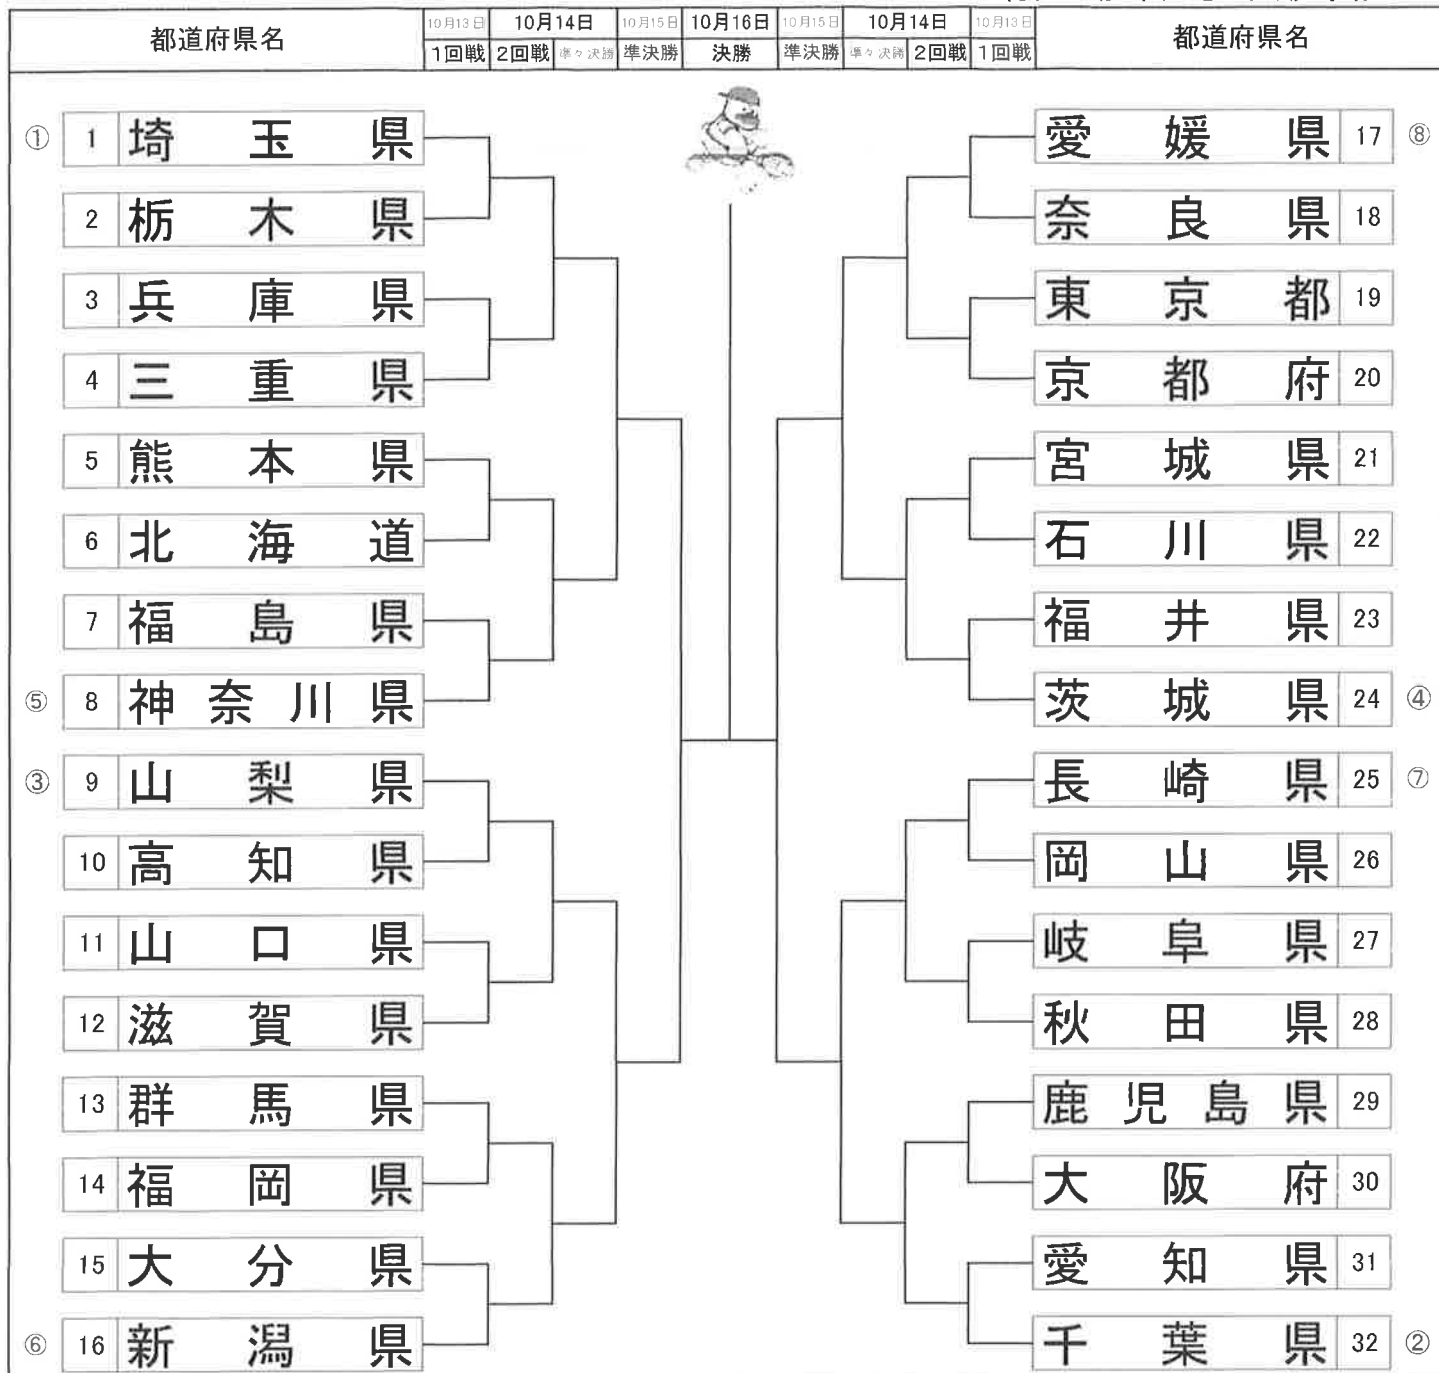 都道府県名 10月13日 10月14日 10月15日 10月16日 10月15日 10月14日 10月13日 都道府県名
1回戦 2回戦 準々決勝 準決勝 決勝 準決勝 準々決勝 2回戦 1回戦
① 1 埼玉県 愛媛県 17 ⑧
2 栃木県 奈良県 18
3 兵庫県 東京都 19
4 三重県 京都府 20
5 熊本県 宮城県 21
6 北海道 石川県 22
7 福島県 福井県 23
⑤ 8 神奈川県 茨城県 24 ④
③ 9 山梨県 長崎県 25 ⑦
10 高知県 岡山県 26
11 山口県 岐阜県 27
12 滋賀県 秋田県 28
13 群馬県 鹿児島県 29
14 福岡県 大阪府 30
15 大分県 愛知県 31
⑥ 16 新潟県 千葉県 32 ②